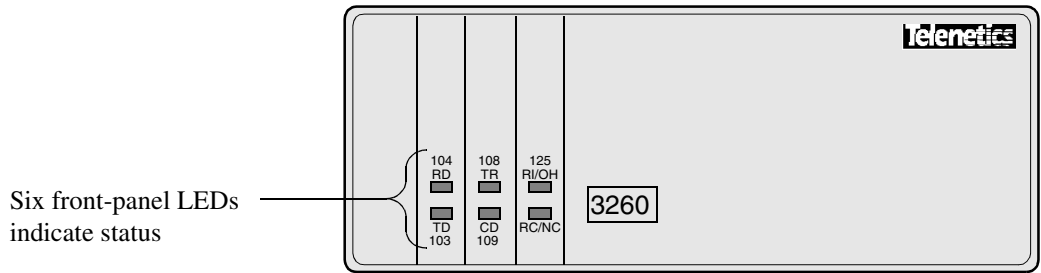 Telenetics
104 108 125
RD TR RI/OH
Six front-panel LEDs
indicate status
3260
TD CD RC/NC
103 109